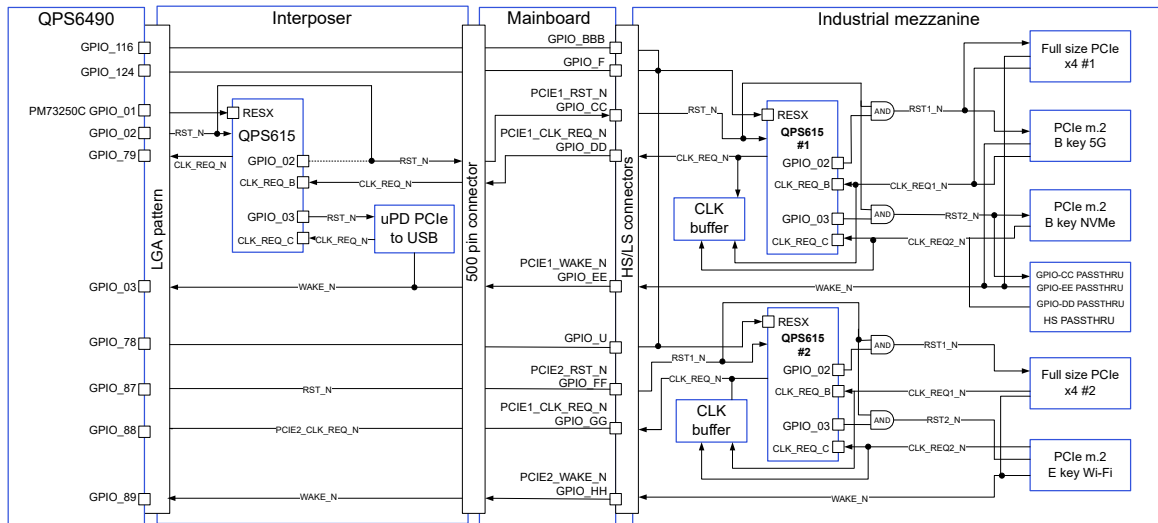 QPS6490
Interposer
Mainboard
Industrial mezzanine
GPIO_116
GPIO_124
PM73250C GPIO_01
GPIO_02
GPIO_79
GPIO_03
GPIO_78
GPIO_87
GPIO_88
GPIO_89
LGA pattern
RST_N
CLK_REQ_N
RESX
QPS615
GPIO_02
CLK_REQ_B
GPIO_03
CLK_REQ_C
RST_N
CLK_REQ_N
RST_N
CLK_REQ_N
uPD PCIe
to USB
WAKE_N
RST_N
PCIE2_CLK_REQ_N
WAKE_N
500 pin connector
GPIO_BBB
GPIO_F
PCIE1_RST_N
GPIO_CC
PCIE1_CLK_REQ_N
GPIO_DD
PCIE1_WAKE_N
GPIO_EE
GPIO_U
PCIE2_RST_N
GPIO_FF
PCIE1_CLK_REQ_N
GPIO_GG
PCIE2_WAKE_N
GPIO_HH
HS/LS connectors
RST_N
CLK_REQ_N
RESX
QPS615
#1
GPIO_02
CLK_REQ_B
GPIO_03
CLK_REQ_C
CLK
buffer
AND
RST1_N
CLK_REQ1_N
AND
RST2_N
CLK_REQ2_N
WAKE_N
Full size PCIe
x4 #1
PCIe m.2
B key 5G
PCIe m.2
B key NVMe
GPIO-CC PASSTHRU
GPIO-EE PASSTHRU
GPIO-DD PASSTHRU
HS PASSTHRU
RST1_N
CLK_REQ_N
RESX
QPS615
#2
GPIO_02
CLK_REQ_B
GPIO_03
CLK_REQ_C
CLK
buffer
AND
RST1_N
CLK_REQ1_N
AND
RST2_N
CLK_REQ2_N
WAKE_N
Full size PCIe
x4 #2
PCIe m.2
E key Wi-Fi